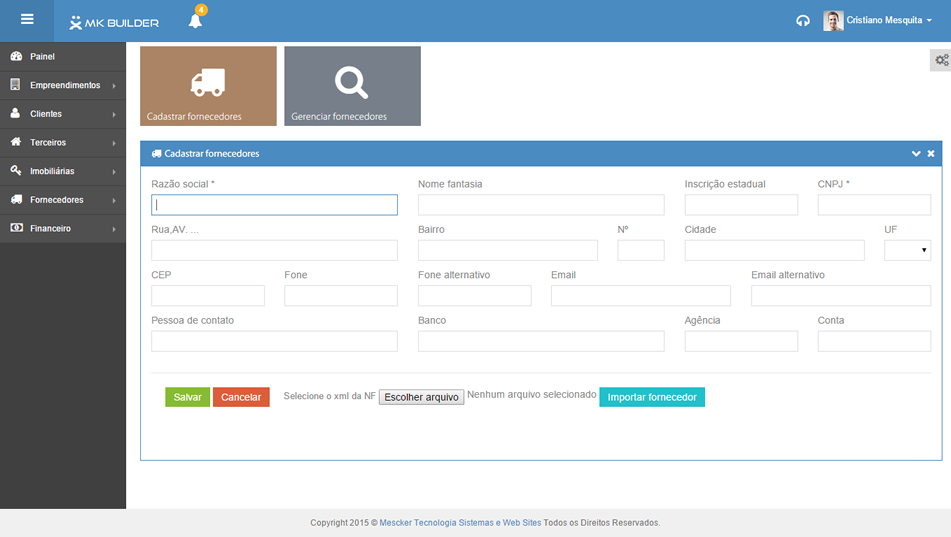 MK BUILDER
4
Cristiano Mesquita
Painel
Empreendimentos
Clientes
Terceiros
Imobiliárias
Fornecedores
Financeiro
Cadastrar fornecedores
Gerenciar fornecedores
Cadastrar fornecedores
Razão social * Nome fantasia Inscrição estadual CNPJ *
Rua,AV. ... Bairro Nº Cidade UF
CEP Fone Fone alternativo Email Email alternativo
Pessoa de contato Banco Agência Conta
Salvar Cancelar Selecione o xml da NF Escolher arquivo Nenhum arquivo selecionado Importar fornecedor
Copyright 2015 © Mescker Tecnologia Sistemas e Web Sites Todos os Direitos Reservados.